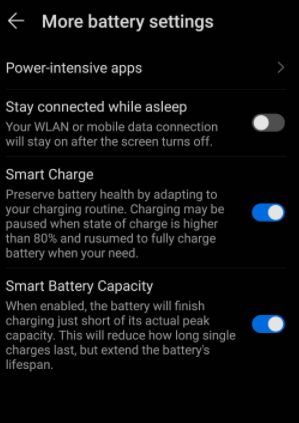 More battery settings
Power-intensive apps
Stay connected while asleep
Your WLAN or mobile data connection
will stay on after the screen turns off.
Smart Charge
Preserve battery health by adapting to
your charging routine. Charging may be
paused when state of charge is higher
than 80% and rusumed to fully charge
battery when your need.
Smart Battery Capacity
When enabled, the battery will finish
charging just short of its actual peak
capacity. This will reduce how long single
charges last, but extend the battery's
lifespan.